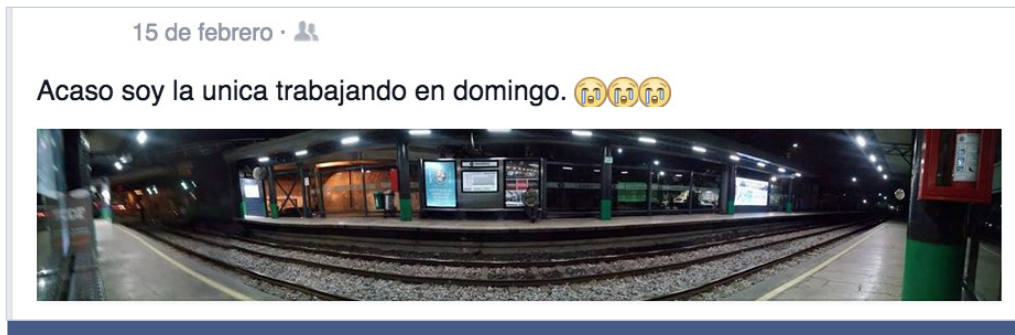 15 de febrero ·
Acaso soy la unica trabajando en domingo. 😭😭😭